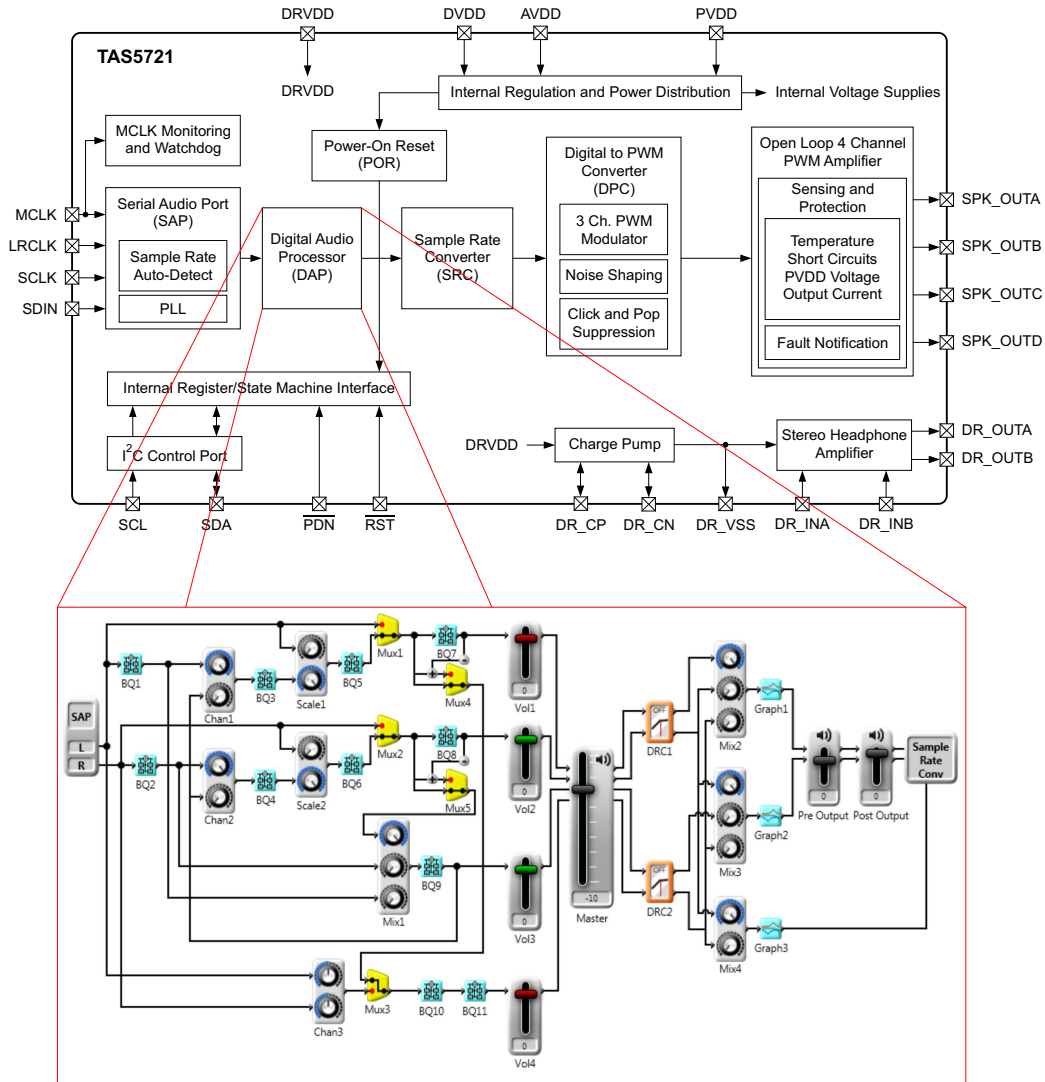 DRVDD
DVDD
AVDD
PVDD
TAS5721
DRVDD
Internal Regulation and Power Distribution
Internal Voltage Supplies
MCLK Monitoring
and Watchdog
Power-On Reset
(POR)
Digital to PWM
Converter
(DPC)
3 Ch. PWM
Modulator
Noise Shaping
Click and Pop
Suppression
Open Loop 4 Channel
PWM Amplifier
Sensing and
Protection
Temperature
Short Circuits
PVDD Voltage
Output Current
Fault Notification
MCLK
LRCLK
SCLK
SDIN
Serial Audio Port
(SAP)
Sample Rate
Auto-Detect
PLL
Digital Audio
Processor
(DAP)
Sample Rate
Converter
(SRC)
SPK_OUTA
SPK_OUTB
SPK_OUTC
SPK_OUTD
Internal Register/State Machine Interface
I2C Control Port
DRVDD
Charge Pump
Stereo Headphone
Amplifier
DR_OUTA
DR_OUTB
SCL
SDA
PDN
RST
DR_CP
DR_CN
DR_VSS
DR_INA
DR_INB
SAP
L
R
BQ1
BQ2
Chan1
BQ3
Scale1
BQ5
Mux1
BQ7
Mux4
0
Vol1
Chan2
BQ4
Scale2
BQ6
Mux2
BQ8
Mux5
0
Vol2
Mix1
BQ9
0
Vol3
Chan3
Mux3
BQ10
BQ11
0
Vol4
-10
Master
OFF
DRC1
OFF
DRC2
Mix2
Graph1
Mix3
Graph2
Mix4
Graph3
0
Pre Output
0
Post Output
Sample
Rate
Conv